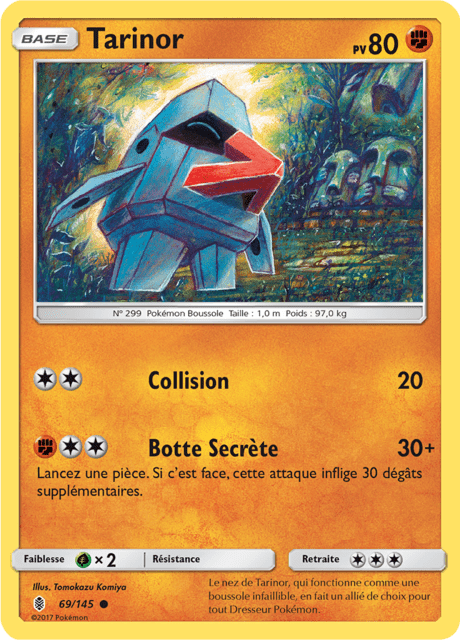 BASE Tarinor PV80
N° 299 Pokémon Boussole Taille : 1,0 m Poids : 97,0 kg
Collision 20
Botte Secrète 30+
Lancez une pièce. Si c'est face, cette attaque inflige 30 dégâts
supplémentaires.
Faiblesse ×2 Résistance Retraite
Illus. Tomokazu Komiya
69/145
©2017 Pokémon
Le nez de Tarinor, qui fonctionne comme une
boussole infaillible, en fait un allié de choix pour
tout Dresseur Pokémon.